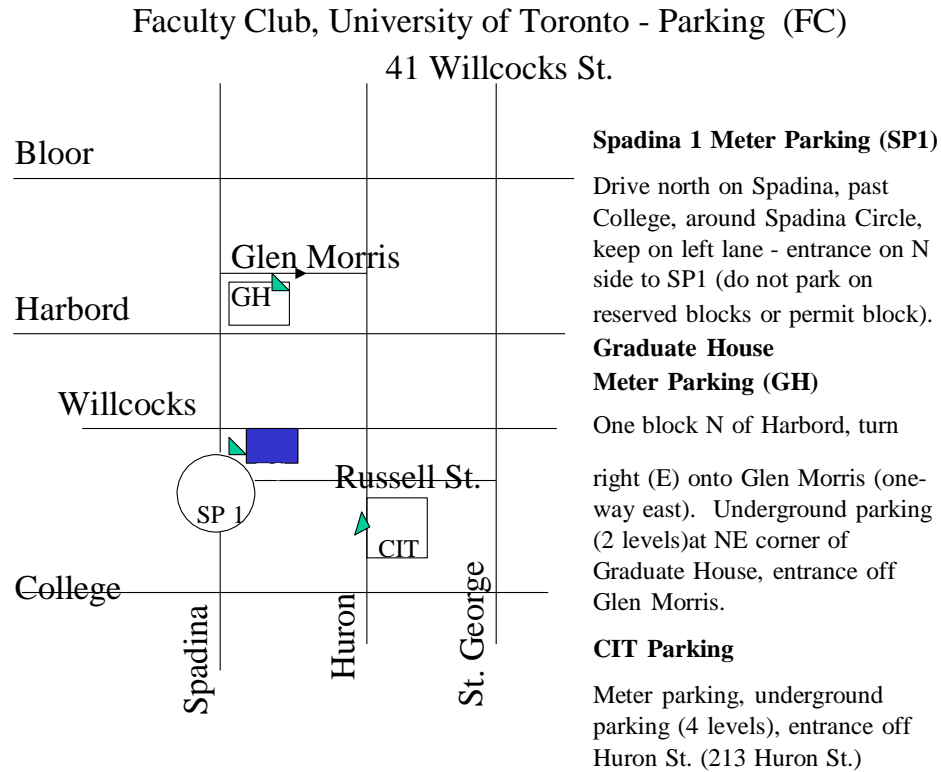 Faculty Club, University of Toronto - Parking (FC)
41 Willcocks St.
Bloor
Glen Morris
GH
Harbord
Willcocks
Russell St.
SP 1
CIT
College
Spadina
Huron
St. George
Spadina 1 Meter Parking (SP1)
Drive north on Spadina, past
College, around Spadina Circle,
keep on left lane - entrance on N
side to SP1 (do not park on
reserved blocks or permit block).
Graduate House
Meter Parking (GH)
One block N of Harbord, turn
right (E) onto Glen Morris (one-
way east). Underground parking
(2 levels)at NE corner of
Graduate House, entrance off
Glen Morris.
CIT Parking
Meter parking, underground
parking (4 levels), entrance off
Huron St. (213 Huron St.)